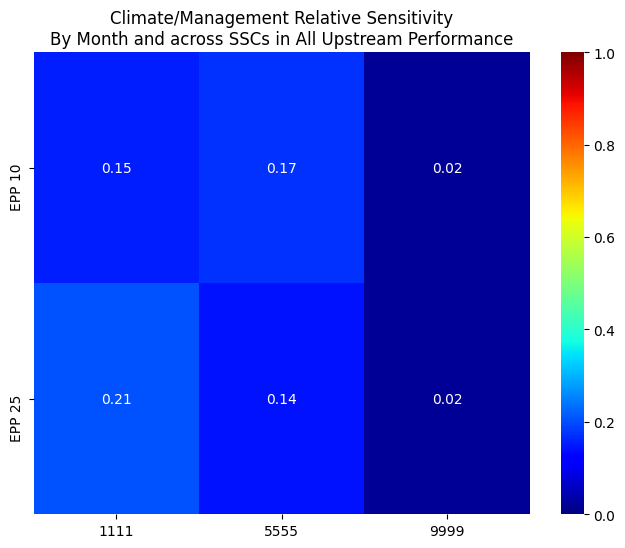 Climate/Management Relative Sensitivity
By Month and across SSCs in All Upstream Performance
EPP 10
0.15 0.17 0.02
EPP 25
0.21 0.14 0.02
1111 5555 9999
1.0
0.8
0.6
0.4
0.2
0.0